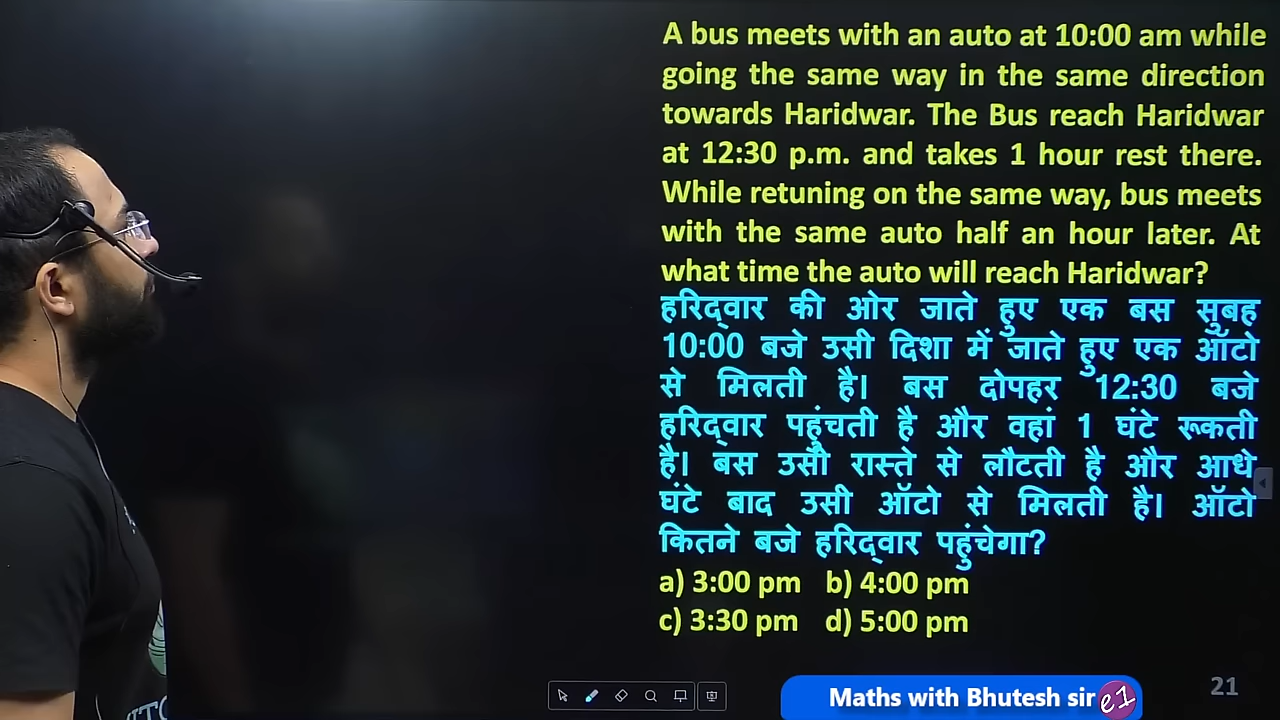 A bus meets with an auto at 10:00 am while
going the same way in the same direction
towards Haridwar. The Bus reach Haridwar
at 12:30 p.m. and takes 1 hour rest there.
While retuning on the same way, bus meets
with the same auto half an hour later. At
what time the auto will reach Haridwar?
हरिद्वार की ओर जाते हुए एक बस सुबह
10:00 बजे उसी दिशा में जाते हुए एक ऑटो
से मिलती है। बस दोपहर 12:30 बजे
हरिद्वार पहुंचती है और वहां 1 घंटे रूकती
है। बस उसी रास्ते से लौटती है और आधे
घंटे बाद उसी ऑटो से मिलती है। ऑटो
कितने बजे हरिद्वार पहुंचेगा?
a) 3:00 pm b) 4:00 pm
c) 3:30 pm d) 5:00 pm
Maths with Bhutesh sir e1
21